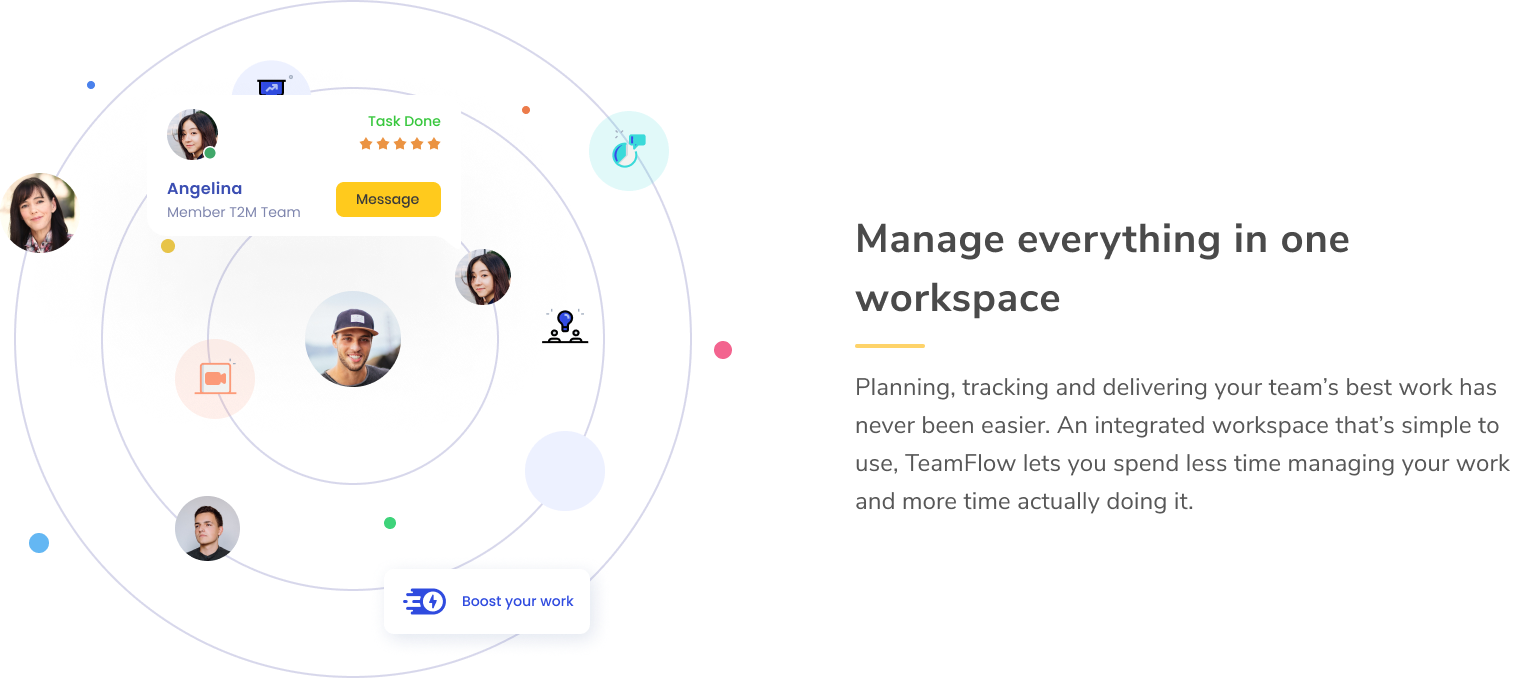 Task Done
Angelina
Message
Member T2M Team
Boost your work
Manage everything in one
workspace
Planning, tracking and delivering your team’s best work has
never been easier. An integrated workspace that’s simple to
use, TeamFlow lets you spend less time managing your work
and more time actually doing it.